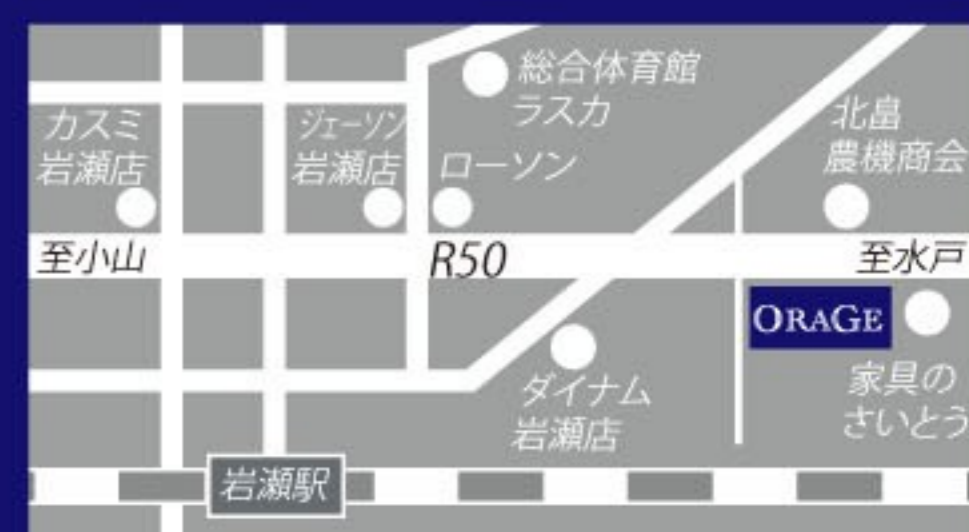 総合体育館
ラスカ
カスミ
岩瀬店
ジェーソン
岩瀬店
ローソン
北畠
農機商会
至小山
R50
至水戸
ORAGE
ダイナム
岩瀬店
家具の
さいとう
岩瀬駅